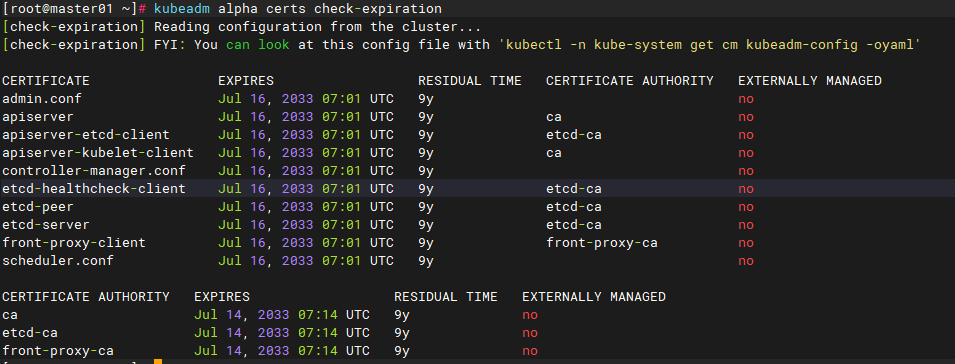 [root@master01 ~]# kubeadm alpha certs check-expiration
[check-expiration] Reading configuration from the cluster...
[check-expiration] FYI: You can look at this config file with 'kubectl -n kube-system get cm kubeadm-config -oyaml'
CERTIFICATE EXPIRES RESIDUAL TIME CERTIFICATE AUTHORITY EXTERNALLY MANAGED
admin.conf Jul 16, 2033 07:01 UTC 9y no
apiserver Jul 16, 2033 07:01 UTC 9y ca no
apiserver-etcd-client Jul 16, 2033 07:01 UTC 9y etcd-ca no
apiserver-kubelet-client Jul 16, 2033 07:01 UTC 9y ca no
controller-manager.conf Jul 16, 2033 07:01 UTC 9y no
etcd-healthcheck-client Jul 16, 2033 07:01 UTC 9y etcd-ca no
etcd-peer Jul 16, 2033 07:01 UTC 9y etcd-ca no
etcd-server Jul 16, 2033 07:01 UTC 9y etcd-ca no
front-proxy-client Jul 16, 2033 07:01 UTC 9y front-proxy-ca no
scheduler.conf Jul 16, 2033 07:01 UTC 9y no
CERTIFICATE AUTHORITY EXPIRES RESIDUAL TIME EXTERNALLY MANAGED
ca Jul 14, 2033 07:14 UTC 9y no
etcd-ca Jul 14, 2033 07:14 UTC 9y no
front-proxy-ca Jul 14, 2033 07:14 UTC 9y no